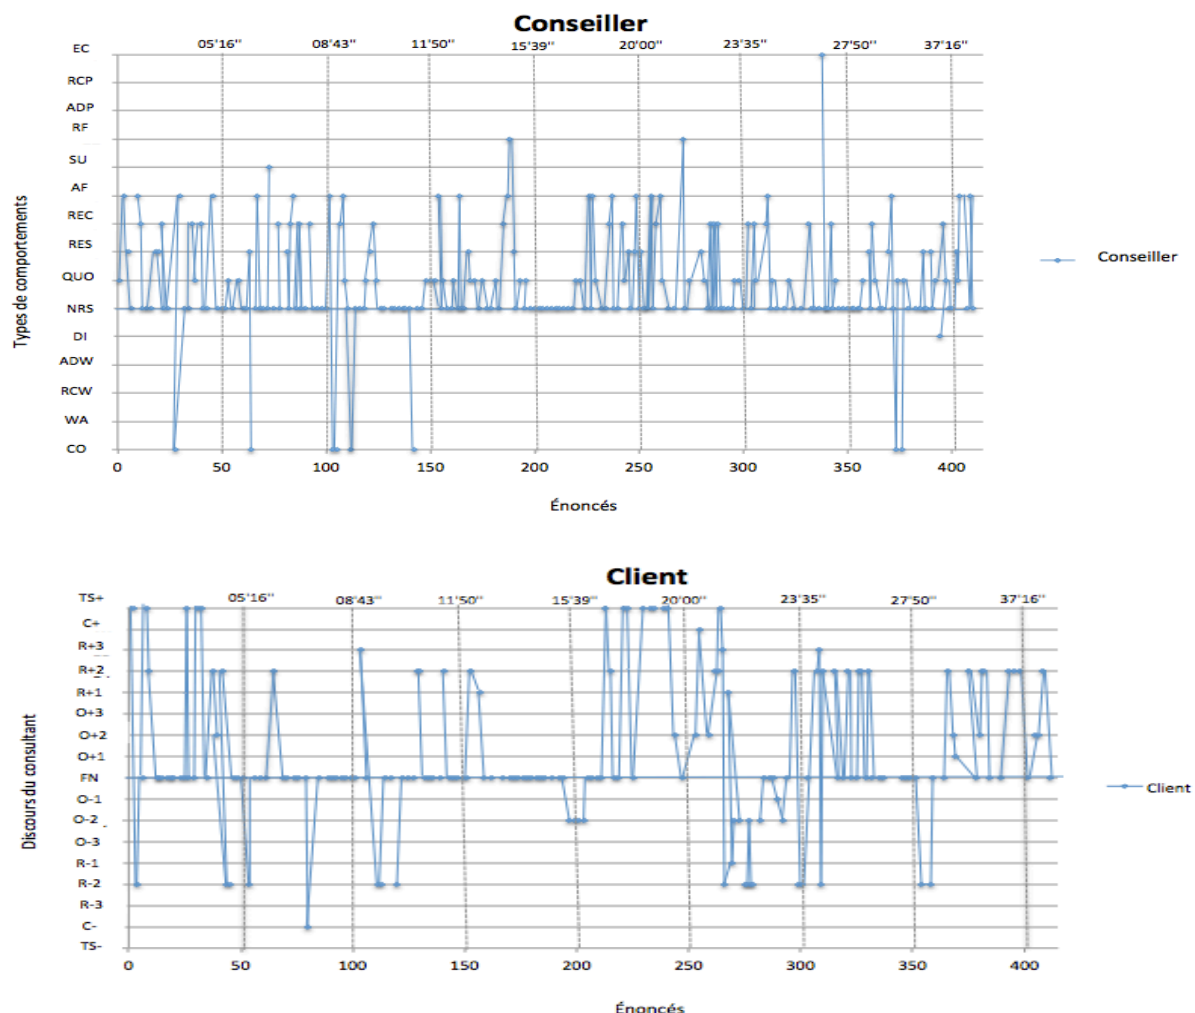 Conseiller
05'16" 08'43" 11'50" 15'39" 20'00" 23'35" 27'50" 37'16"
EC
RCP
ADP
RF
SU
AF
REC
RES
QUO
NRS
DI
ADW
RCW
WA
CO
Types de comportements
0 50 100 150 200 250 300 350 400
Énoncés
Conseiller
Client
05'16" 08'43" 11'50" 15'39" 20'00" 23'35" 27'50" 37'16"
TS+
C+
R+3
R+2
R+1
O+3
O+2
O+1
FN
O-1
O-2
O-3
R-1
R-2
R-3
C-
TS-
Discours du consultant
0 50 100 150 200 250 300 350 400
Énoncés
Client